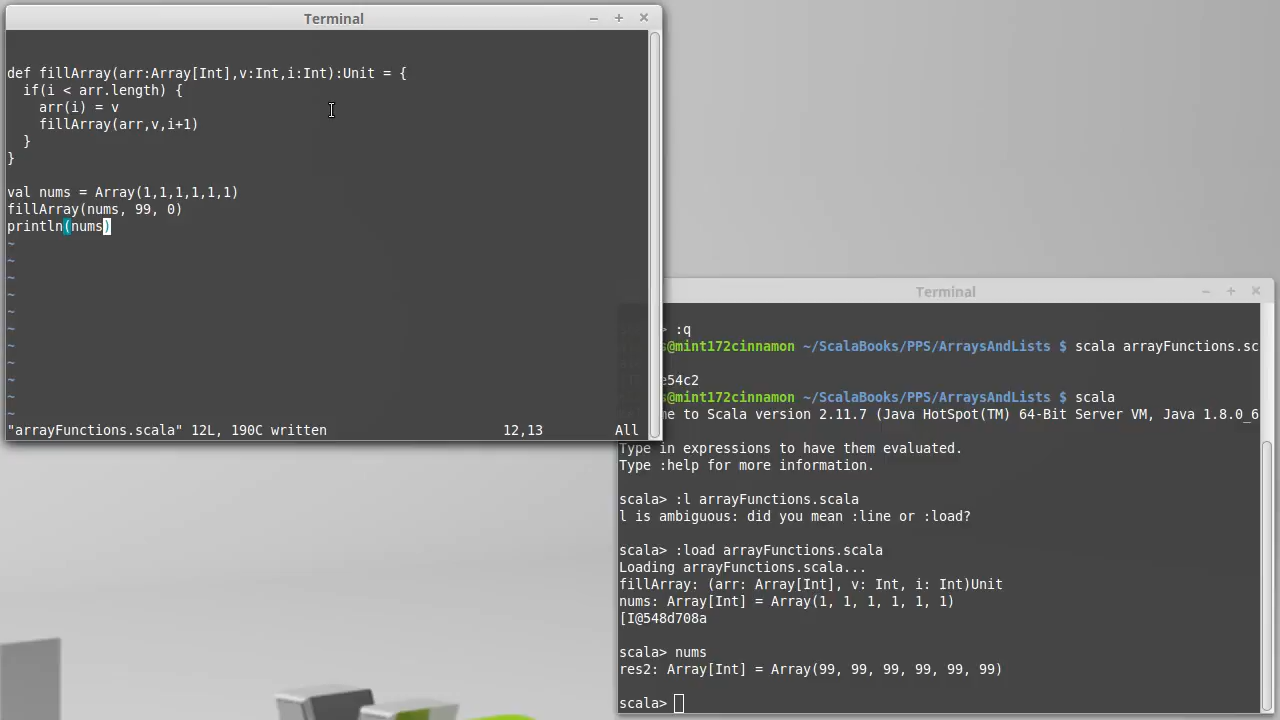 Terminal
def fillArray(arr:Array[Int],v:Int,i:Int):Unit = {
  if(i < arr.length) {
    arr(i) = v
    fillArray(arr,v,i+1)
  }
}
val nums = Array(1,1,1,1,1,1)
fillArray(nums, 99, 0)
println(nums)
~
~
~
~
~
~
~
~
~
~
~
"arrayFunctions.scala" 12L, 190C written 12,13 All
Terminal
> :q
s@mint172cinnamon ~/ScalaBooks/PPS/ArraysAndLists $ scala arrayFunctions.sc
e54c2
s@mint172cinnamon ~/ScalaBooks/PPS/ArraysAndLists $ scala
me to Scala version 2.11.7 (Java HotSpot(TM) 64-Bit Server VM, Java 1.8.0_6
Type in expressions to have them evaluated.
Type :help for more information.
scala> :l arrayFunctions.scala
l is ambiguous: did you mean :line or :load?
scala> :load arrayFunctions.scala
Loading arrayFunctions.scala...
fillArray: (arr: Array[Int], v: Int, i: Int)Unit
nums: Array[Int] = Array(1, 1, 1, 1, 1, 1)
[I@548d708a
scala> nums
res2: Array[Int] = Array(99, 99, 99, 99, 99, 99)
scala>